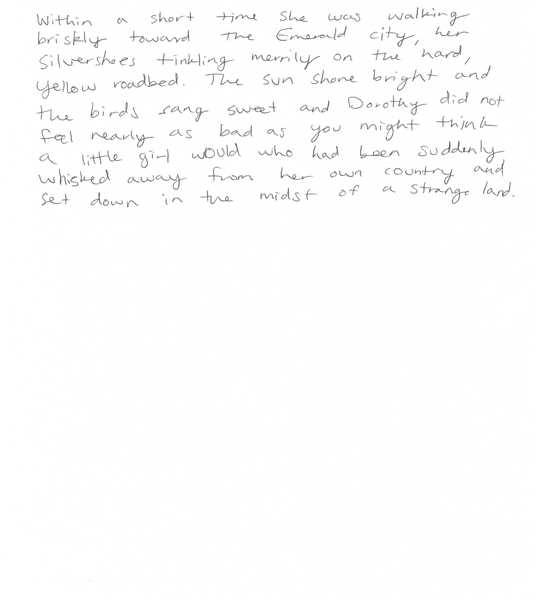 Within a short time she was walking
briskly toward the Emerald city, her
Silvershoes tinkling merrily on the hard,
yellow roadbed. The sun shone bright and
the birds sang sweet and Dorothy did not
feel nearly as bad as you might think
a little girl would who had been suddenly
whisked away from her own country and
set down in the midst of a strange land.